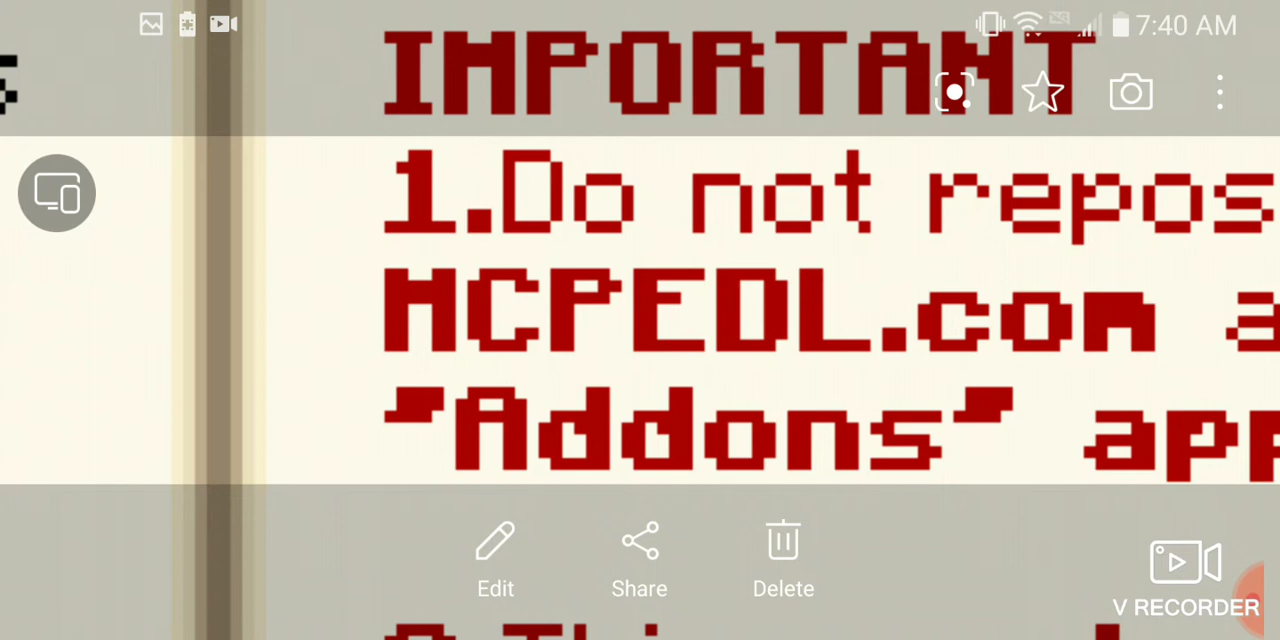 7:40 AM
IMPORTANT
1.Do not repos
MCPEDL.com a
"Addons" app
Edit
Share
Delete
V RECORDER